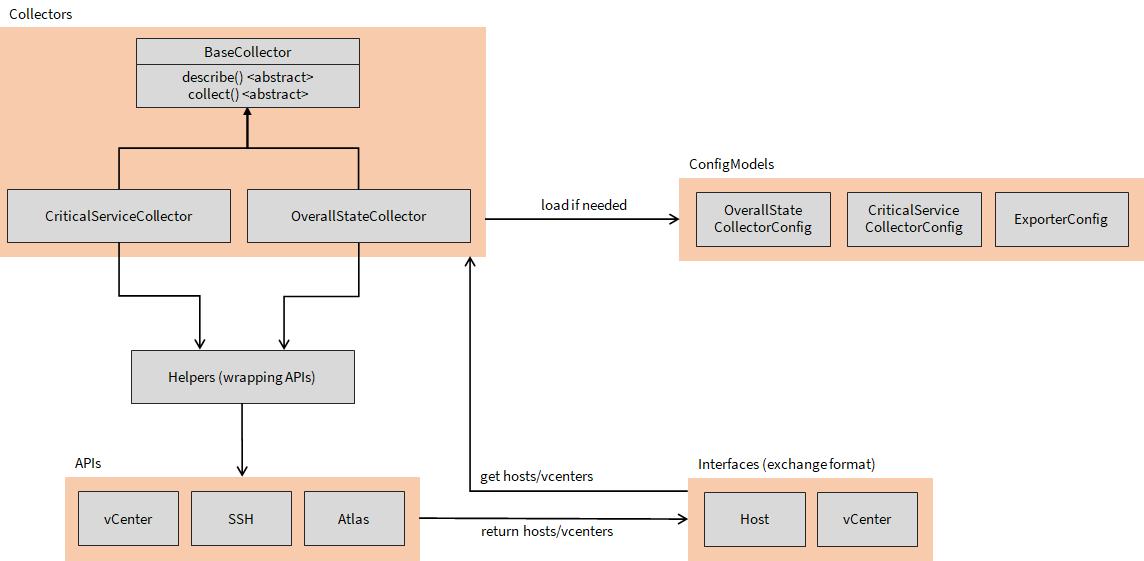 Collectors
BaseCollector
describe() <abstract>
collect() <abstract>
CriticalServiceCollector
OverallStateCollector
load if needed
ConfigModels
OverallState
CollectorConfig
CriticalService
CollectorConfig
ExporterConfig
Helpers (wrapping APIs)
APIs
vCenter
SSH
Atlas
get hosts/vcenters
return hosts/vcenters
Interfaces (exchange format)
Host
vCenter